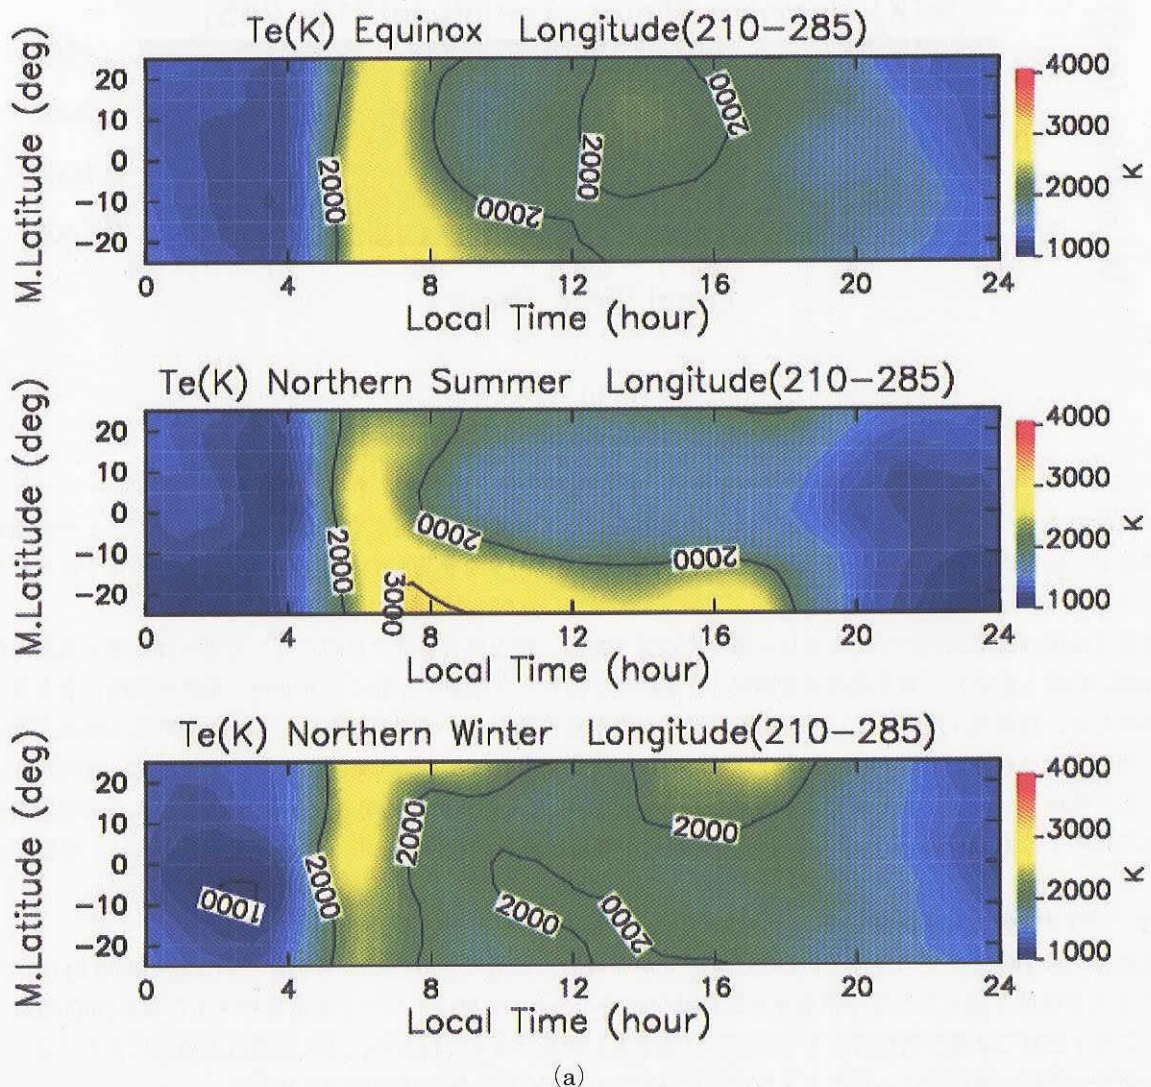 Te(K) Equinox Longitude(210-285)
M.Latitude (deg)
20
10
0
-10
-20
2000
2000
2000
2000
4000
3000
2000
1000
K
0 4 8 12 16 20 24
Local Time (hour)
Te(K) Northern Summer Longitude(210-285)
M.Latitude (deg)
20
10
0
-10
-20
2000
2000
2000
3000
4000
3000
2000
1000
K
0 4 8 12 16 20 24
Local Time (hour)
Te(K) Northern Winter Longitude(210-285)
M.Latitude (deg)
20
10
0
-10
-20
1000
2000
2000
2000
2000
2000
4000
3000
2000
1000
K
0 4 8 12 16 20 24
Local Time (hour)
(a)